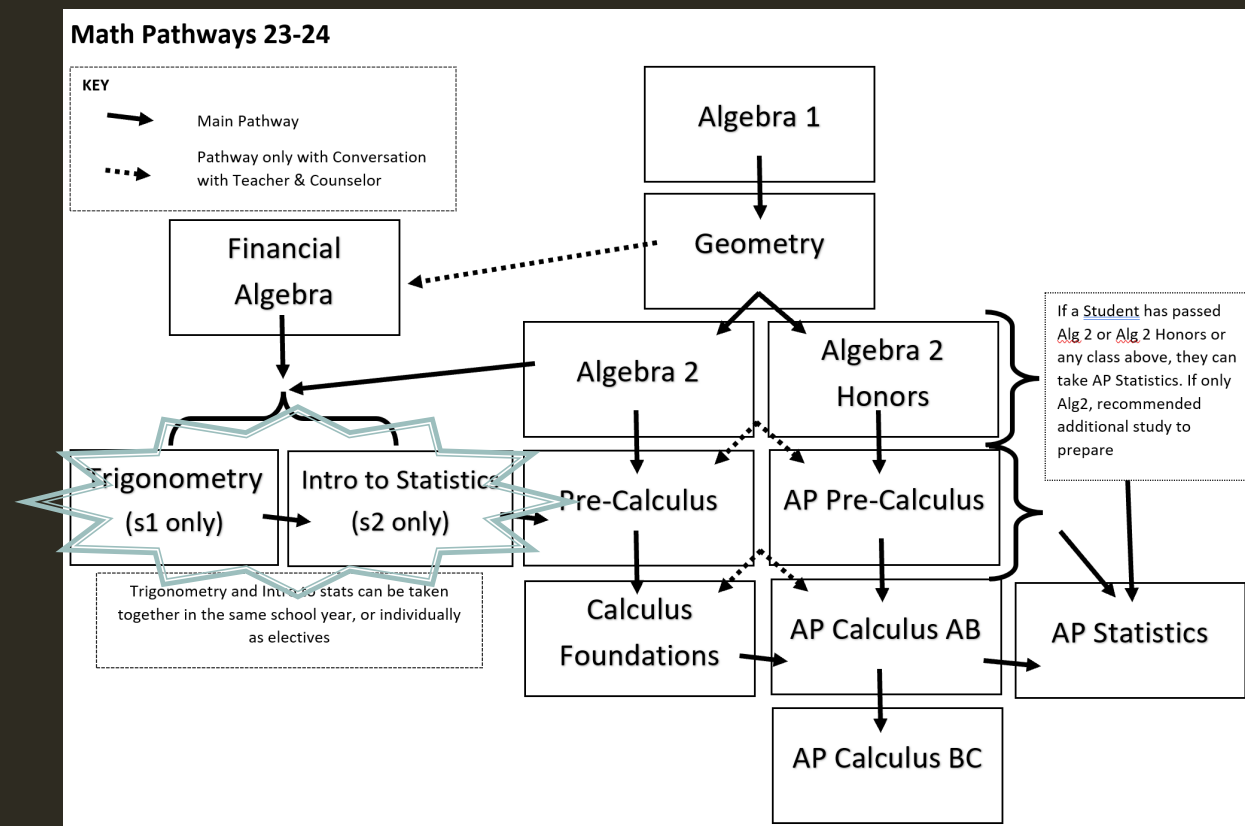 Math Pathways 23-24
KEY
Main Pathway
Pathway only with Conversation
with Teacher & Counselor
Algebra 1
Geometry
Financial
Algebra
Algebra 2
Algebra 2
Honors
If a Student has passed
Alg 2 or Alg 2 Honors or
any class above, they can
take AP Statistics. If only
Alg2, recommended
additional study to
prepare
Trigonometry
(s1 only)
Intro to Statistics
(s2 only)
Pre-Calculus
AP Pre-Calculus
Trigonometry and Intro to stats can be taken
together in the same school year, or individually
as electives
Calculus
Foundations
AP Calculus AB
AP Statistics
AP Calculus BC